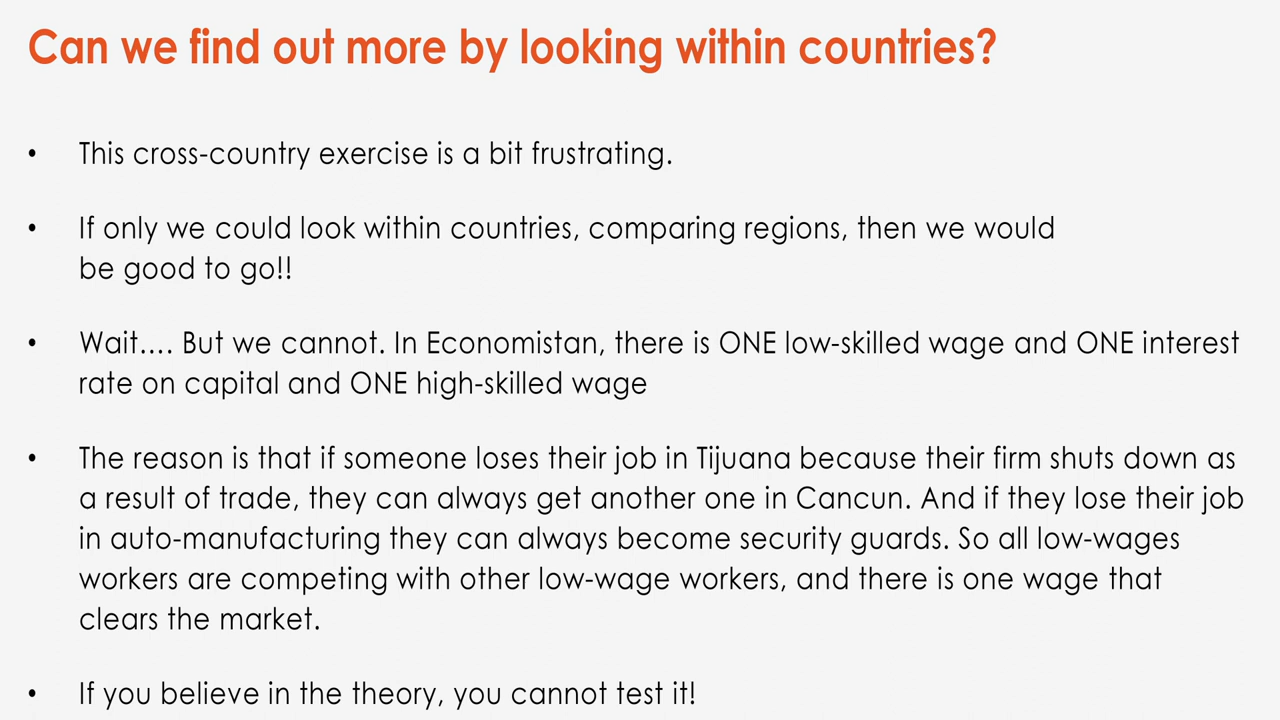 Can we find out more by looking within countries?
• This cross-country exercise is a bit frustrating.
• If only we could look within countries, comparing regions, then we would
be good to go!!
• Wait.... But we cannot. In Economistan, there is ONE low-skilled wage and ONE interest
rate on capital and ONE high-skilled wage
• The reason is that if someone loses their job in Tijuana because their firm shuts down as
a result of trade, they can always get another one in Cancun. And if they lose their job
in auto-manufacturing they can always become security guards. So all low-wages
workers are competing with other low-wage workers, and there is one wage that
clears the market.
• If you believe in the theory, you cannot test it!